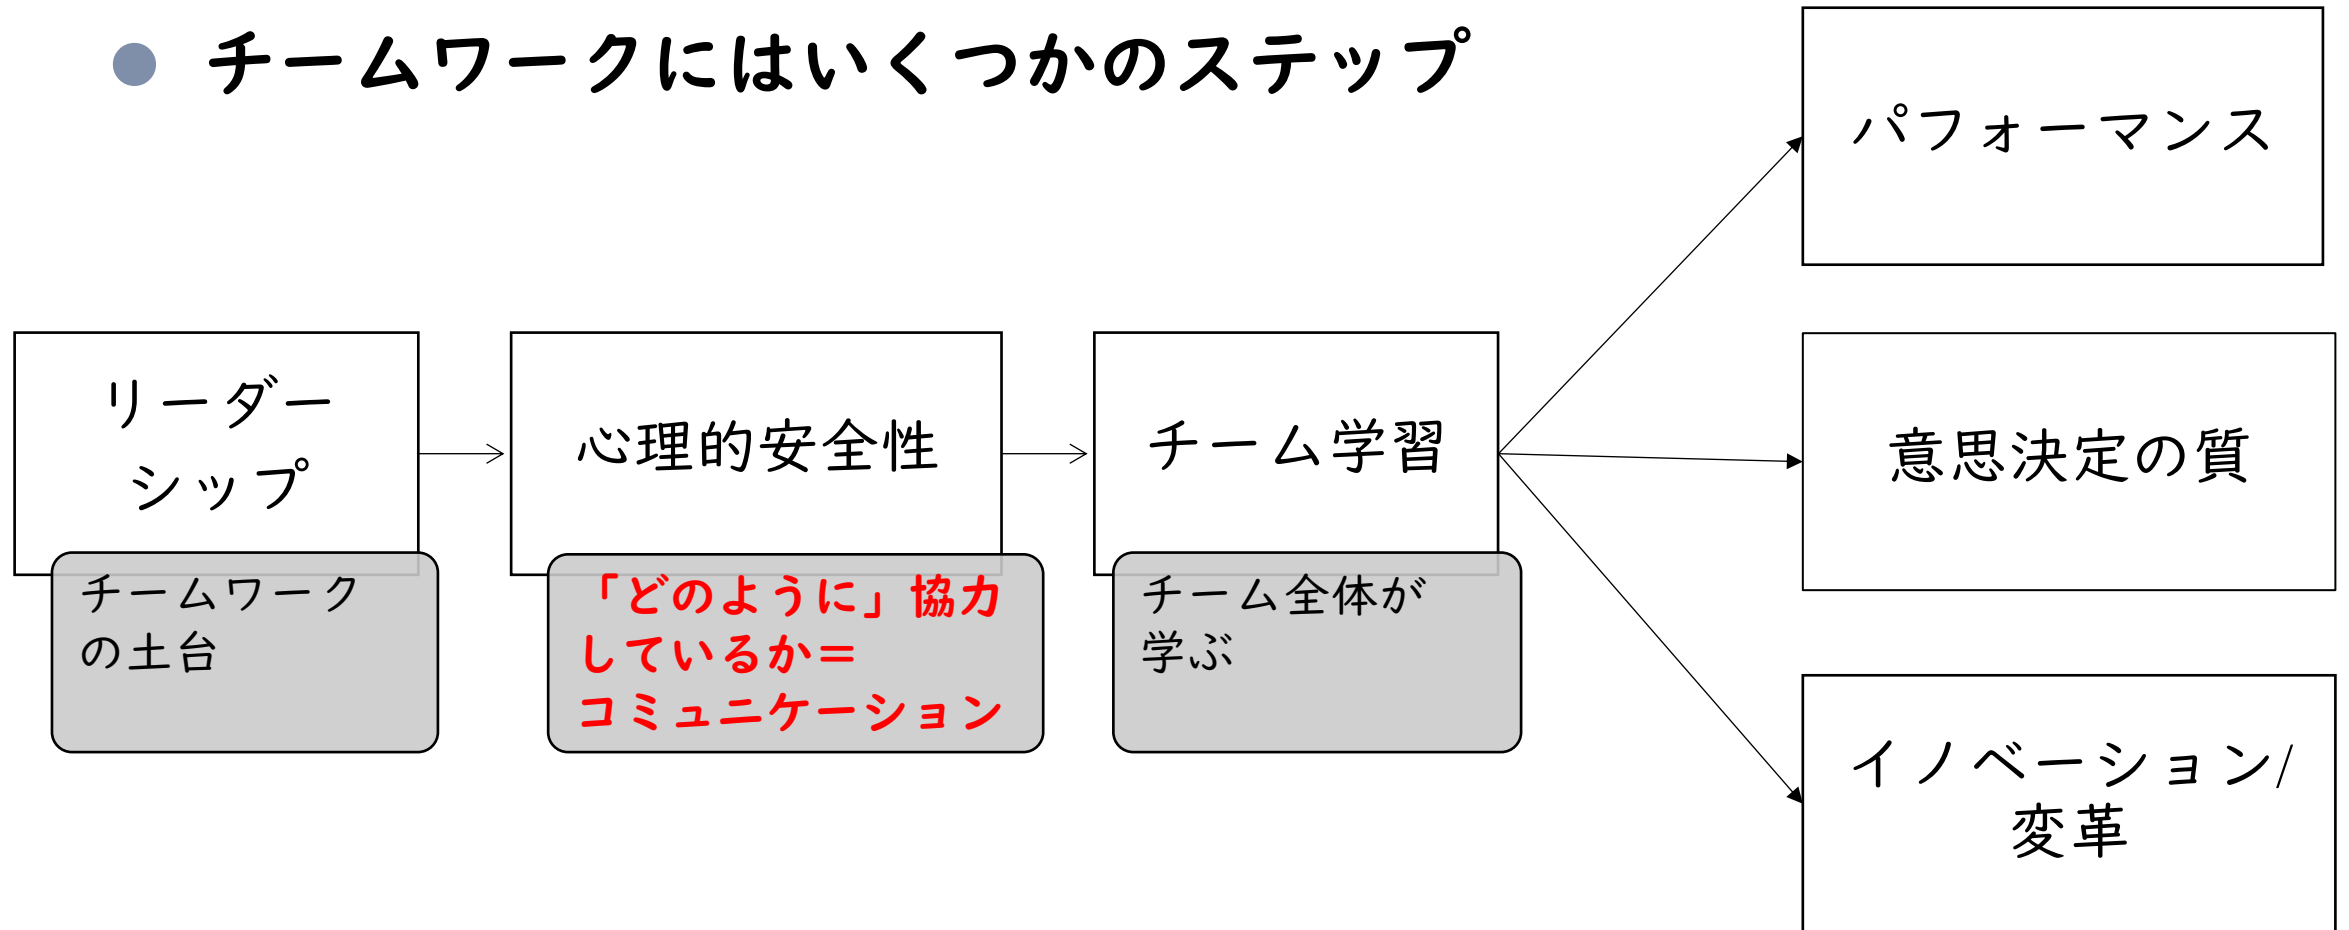 チームワークにはいくつかのステップ
リーダー
シップ
チームワーク
の土台
心理的安全性
「どのように」協力
しているか＝
コミュニケーション
チーム学習
チーム全体が
学ぶ
パフォーマンス
意思決定の質
イノベーション/
変革